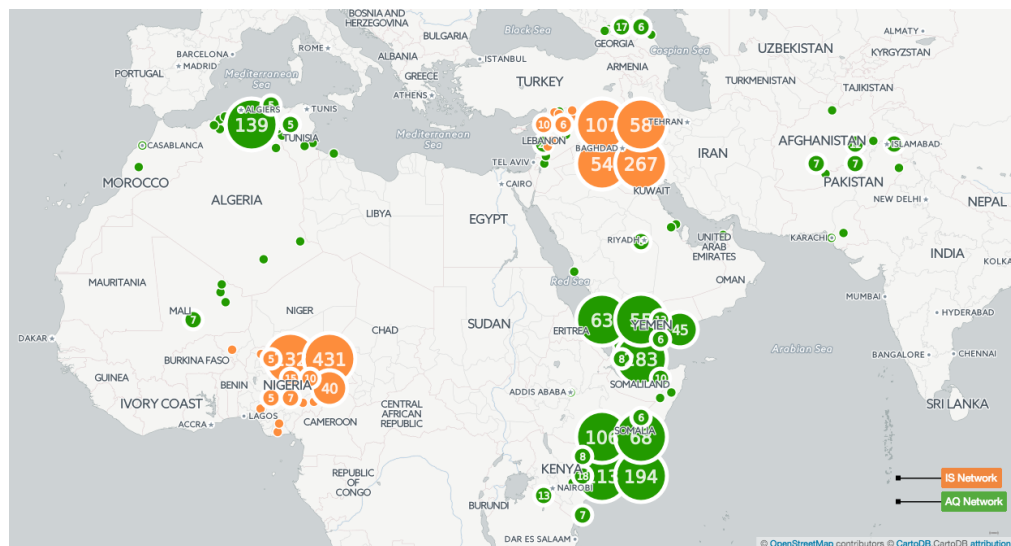 BOSNIA AND
HERZEGOVINA
BULGARIA
Black Sea
17
6
GEORGIA
Caspian Sea
UZBEKISTAN
ALMATY
KYRGYZSTAN
BARCELONA
ROME
MADRID
PORTUGAL
ALBANIA
ISTANBUL
ARMENIA
Mediterranean
Sea
GREECE
TURKEY
TURKMENISTAN
TAJIKISTAN
ATHENS
ALGIERS
TUNIS
139
5
TUNISIA
Mediterranean
Sea
10
6
107
58
TEHRAN
LEBANON
BAGHDAD
CASABLANCA
AFGHANISTAN
ISLAMABAD
TEL AVIV
54
267
IRAN
7
7
PAKISTAN
MOROCCO
CAIRO
KUWAIT
ALGERIA
NEW DELHI
NEPAL
LIBYA
EGYPT
RIYADH
UNITED
ARAB
EMIRATES
KARACHI
INDIA
KOLKA
MAURITANIA
Red Sea
OMAN
MUMBAI
MALI
7
NIGER
HYDERABAD
63
55
YEMEN
45
SUDAN
ERITREA
CHAD
DAKAR
6
Arabian Sea
BURKINA FASO
5
431
8
BANGALORE
CHENNAI
GUINEA
BENIN
NIGERIA
40
ADDIS ABABA
SOMALILAND
10
IVORY COAST
5
7
CENTRAL
AFRICAN
REPUBLIC
SRI LANKA
ACCRA
LAGOS
CAMEROON
6
106
68
SOMALIA
8
REPUBLIC
OF
CONGO
KENYA
18
194
NAIROBI
IS Network
13
BURUNDI
AQ Network
7
DAR ES SALAAM
© OpenStreetMap contributors © CartoDB,CartoDB attribution